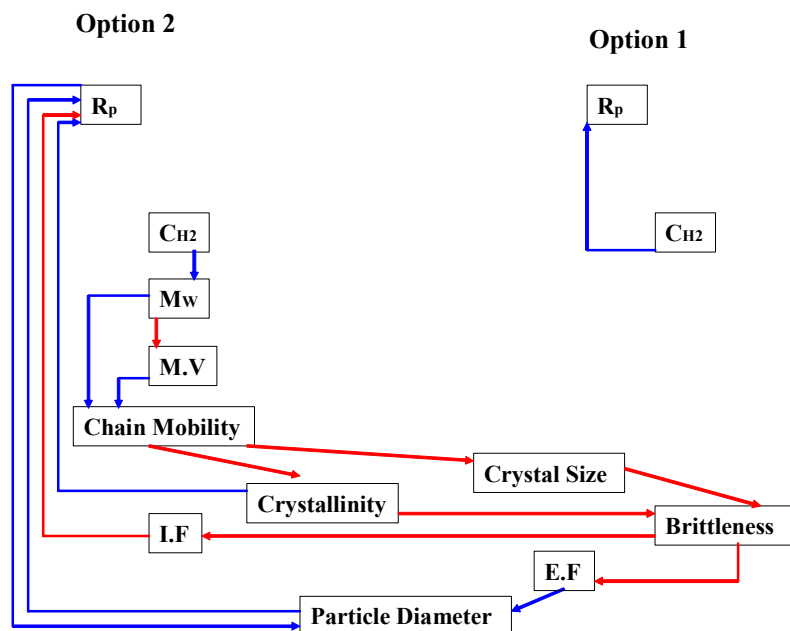 Option 2
Option 1
Rp
Rp
CH2
CH2
Mw
M.V
Chain Mobility
Crystal Size
Crystallinity
I.F
Brittleness
E.F
Particle Diameter